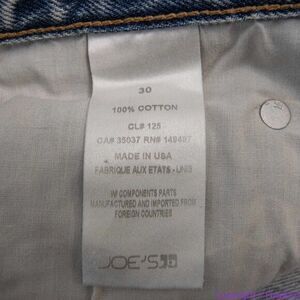 30
100% COTTON
CL# 125
CA# 35037 RN# 149497
MADE IN USA
FABRIQUE AUX ETATS - UNIS
W/ COMPONENTS PARTS
MANUFACTURED AND IMPORTED FROM
FOREIGN COUNTRIES
JOE'S